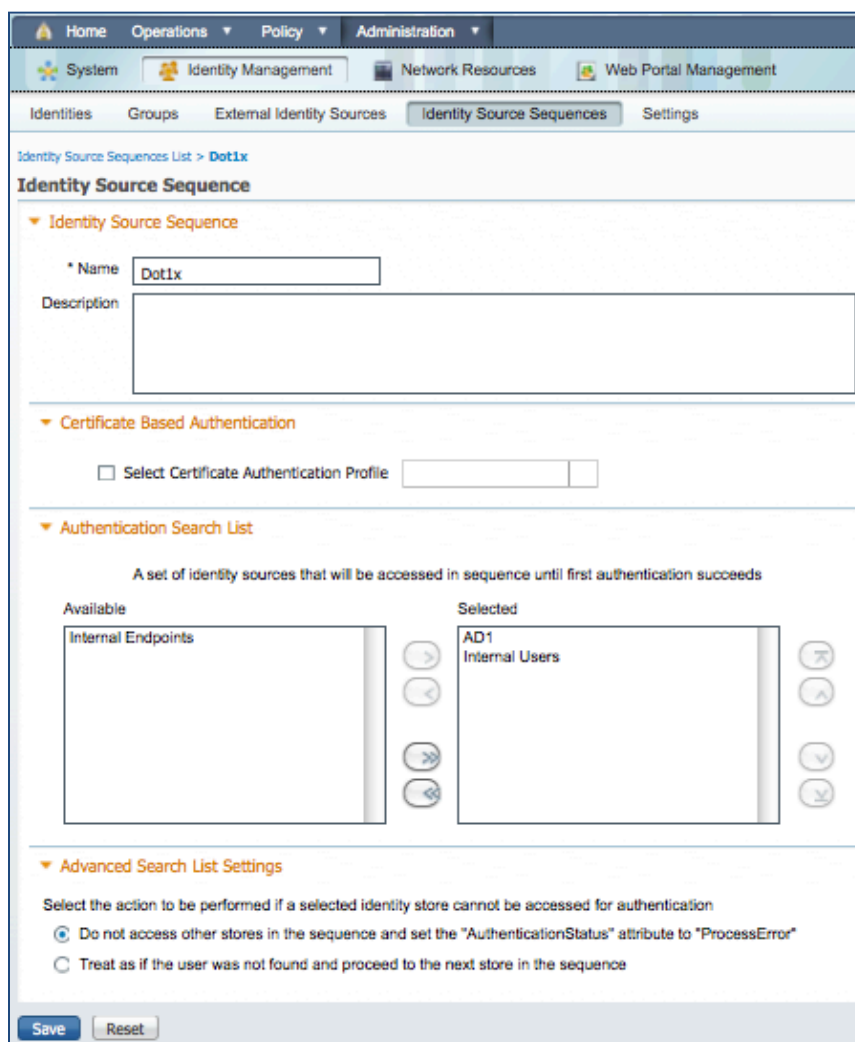 Home Operations Policy Administration
System Identity Management Network Resources Web Portal Management
Identities Groups External Identity Sources Identity Source Sequences Settings
Identity Source Sequences List > Dot1x
Identity Source Sequence
Identity Source Sequence
* Name Dot1x
Description
Certificate Based Authentication
Select Certificate Authentication Profile
Authentication Search List
A set of identity sources that will be accessed in sequence until first authentication succeeds
Available Selected
Internal Endpoints AD1
Internal Users
Advanced Search List Settings
Select the action to be performed if a selected identity store cannot be accessed for authentication
Do not access other stores in the sequence and set the "AuthenticationStatus" attribute to "ProcessError"
Treat as if the user was not found and proceed to the next store in the sequence
Save Reset